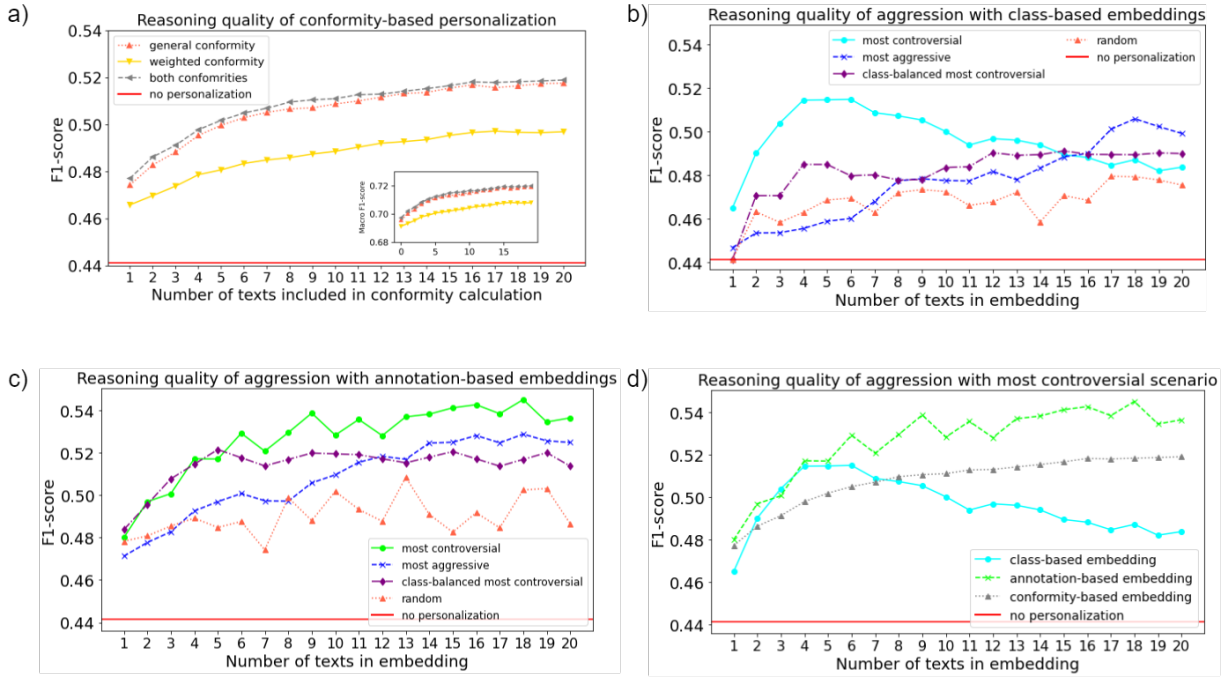 a)
Reasoning quality of conformity-based personalization
F1-score
0.54
0.52
0.50
0.48
0.46
0.44
general conformity
weighted conformity
both confomrities
no personalization
Macro F1-score
0.72
0.70
0.68
0 5 10 15
1 2 3 4 5 6 7 8 9 10 11 12 13 14 15 16 17 18 19 20
Number of texts included in conformity calculation
b)
Reasoning quality of aggression with class-based embeddings
F1-score
0.54
0.52
0.50
0.48
0.46
0.44
most controversial
most aggressive
class-balanced most controversial
random
no personalization
1 2 3 4 5 6 7 8 9 10 11 12 13 14 15 16 17 18 19 20
Number of texts in embedding
c)
Reasoning quality of aggression with annotation-based embeddings
F1-score
0.54
0.52
0.50
0.48
0.46
0.44
most controversial
most aggressive
class-balanced most controversial
random
no personalization
1 2 3 4 5 6 7 8 9 10 11 12 13 14 15 16 17 18 19 20
Number of texts in embedding
d)
Reasoning quality of aggression with most controversial scenario
F1-score
0.54
0.52
0.50
0.48
0.46
0.44
class-based embedding
annotation-based embedding
conformity-based embedding
no personalization
1 2 3 4 5 6 7 8 9 10 11 12 13 14 15 16 17 18 19 20
Number of texts in embedding